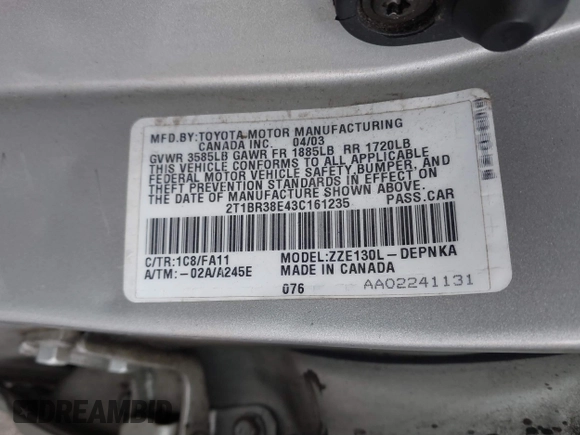 MFD.BY:TOYOTA MOTOR MANUFACTURING
CANADA INC. 04/03
GVWR 3585LB GAWR FR 1885LB RR 1720LB
THIS VEHICLE CONFORMS TO ALL APPLICABLE
FEDERAL MOTOR VEHICLE SAFETY,BUMPER, AND
THEFT PREVENTION STANDARDS IN EFFECT ON
THE DATE OF MANUFACTURE SHOWN ABOVE.
2T1BR38E43C161235 PASS.CAR
C/TR:1C8/FA11 MODEL:ZZE130L-DEPNKA
A/TM:-02A/A245E MADE IN CANADA
076 AA02241131
DREAMBID